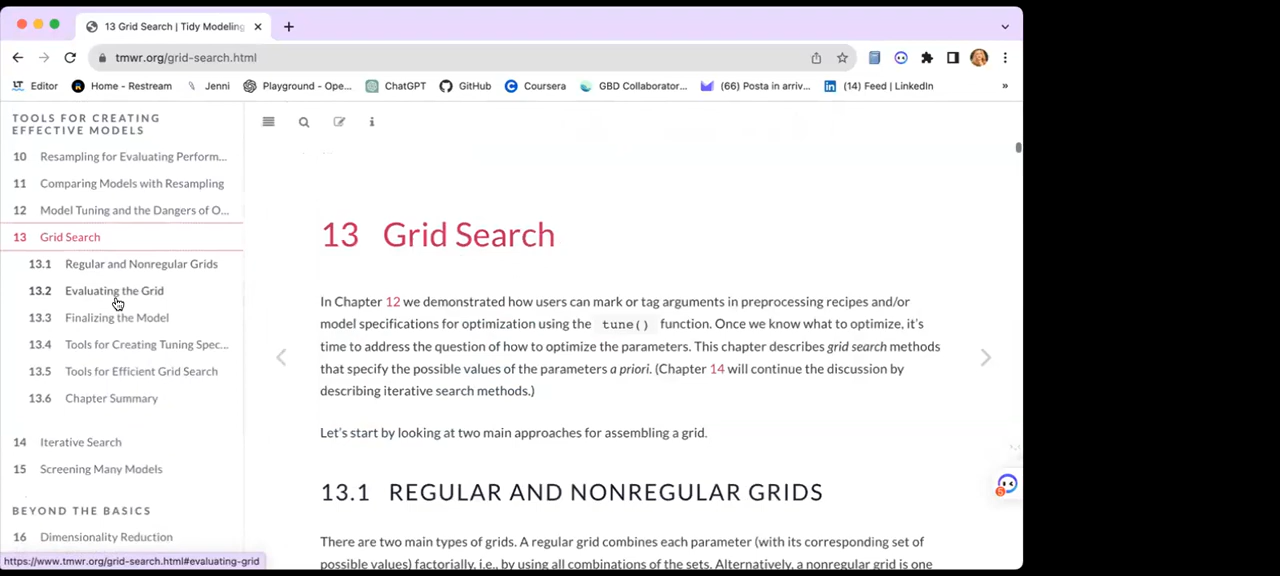 13 Grid Search | Tidy Modeling
tmwr.org/grid-search.html
Editor Home - Restream Jenni Playground - Ope... ChatGPT GitHub Coursera GBD Collaborator... (66) Posta in arriv... (14) Feed | LinkedIn »
TOOLS FOR CREATING
EFFECTIVE MODELS
10 Resampling for Evaluating Perform...
11 Comparing Models with Resampling
12 Model Tuning and the Dangers of O...
13 Grid Search
13.1 Regular and Nonregular Grids
13.2 Evaluating the Grid
13.3 Finalizing the Model
13.4 Tools for Creating Tuning Spec...
13.5 Tools for Efficient Grid Search
13.6 Chapter Summary
14 Iterative Search
15 Screening Many Models
BEYOND THE BASICS
16 Dimensionality Reduction
https://www.tmwr.org/grid-search.html#evaluating-grid
13 Grid Search
In Chapter 12 we demonstrated how users can mark or tag arguments in preprocessing recipes and/or
model specifications for optimization using the tune() function. Once we know what to optimize, it's
time to address the question of how to optimize the parameters. This chapter describes grid search methods
that specify the possible values of the parameters a priori. (Chapter 14 will continue the discussion by
describing iterative search methods.)
Let's start by looking at two main approaches for assembling a grid.
13.1 REGULAR AND NONREGULAR GRIDS
There are two main types of grids. A regular grid combines each parameter (with its corresponding set of
possible values) factorially, i.e., by using all combinations of the sets. Alternatively, a nonregular grid is one
5